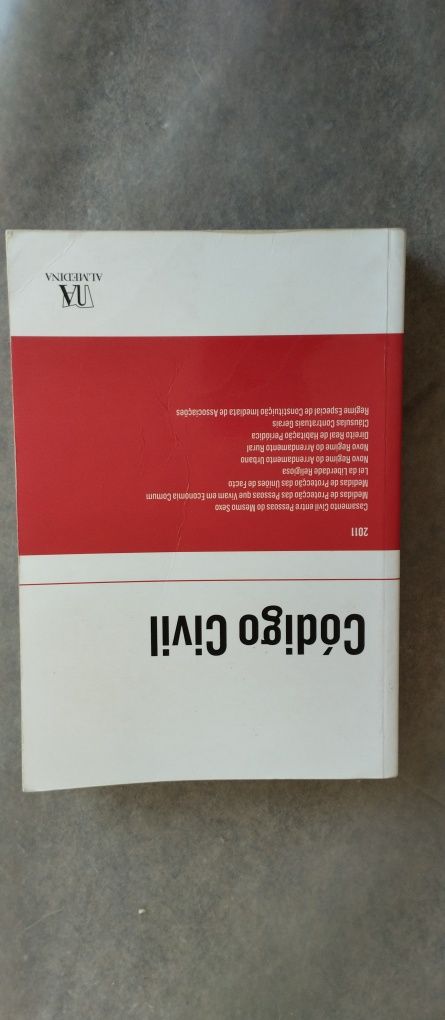 Código Civil
2011
Casamento Civil entre Pessoas do Mesmo Sexo
Medidas de Protecção das Pessoas que Vivam em Economia Comum
Medidas de Protecção das Uniões de Facto
Lei da Liberdade Religiosa
Novo Regime do Arrendamento Urbano
Novo Regime do Arrendamento Rural
Direito Real de Habitação Periódica
Cláusulas Contratuais Gerais
Regime Especial de Constituição Imediata de Associações
ALMEDINA